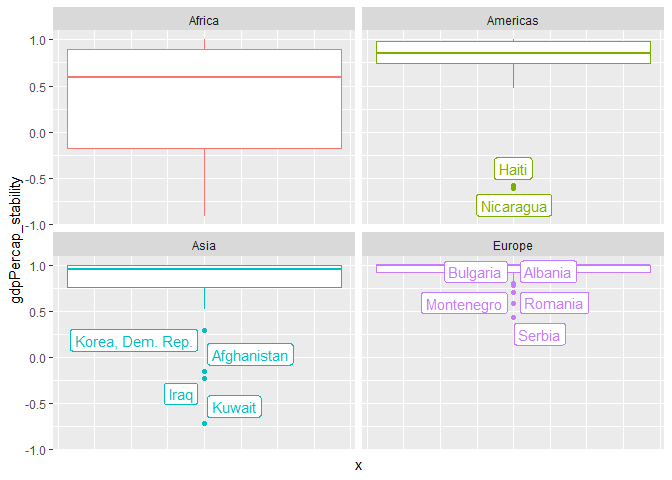 Africa
Americas
1.0
0.5
0.0
-0.5
-1.0
Haiti
Nicaragua
gdpPercap_stability
Asia
Europe
1.0
0.5
0.0
-0.5
-1.0
Korea, Dem. Rep.
Afghanistan
Iraq
Kuwait
Bulgaria
Albania
Montenegro
Romania
Serbia
x